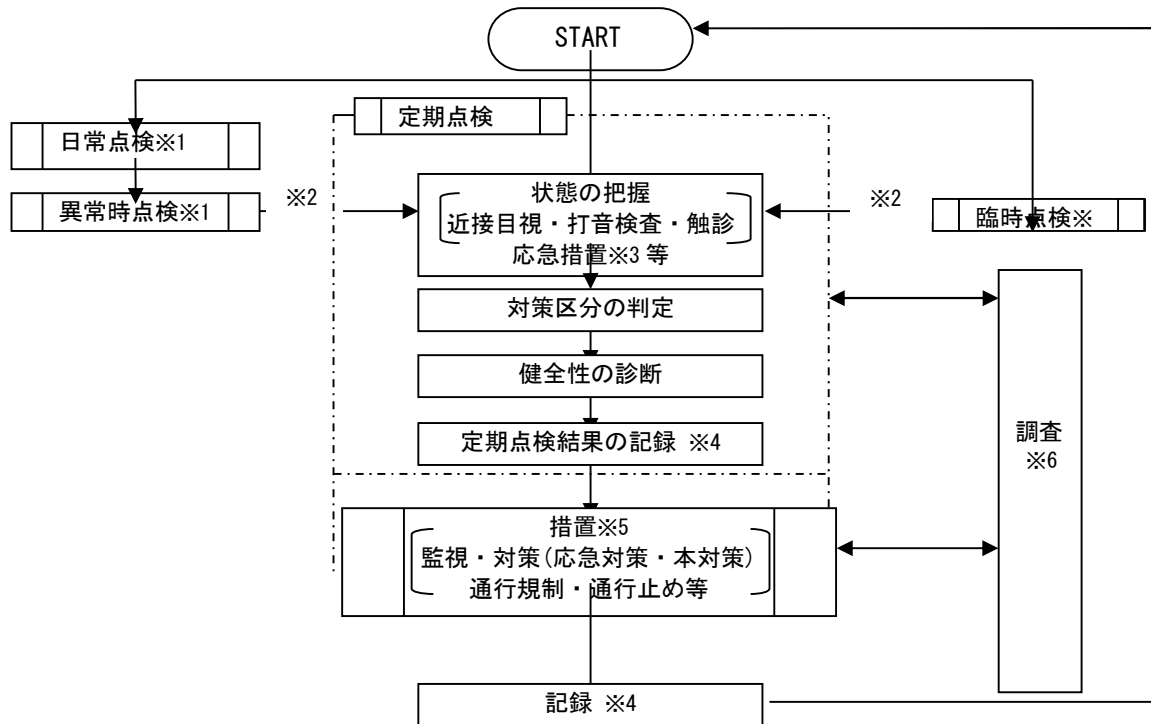 START
定期点検
日常点検※1
異常時点検※1
※2
状態の把握
近接目視・打音検査・触診
応急措置※3 等
※2
臨時点検※
対策区分の判定
健全性の診断
定期点検結果の記録 ※4
調査
※6
措置※5
監視・対策(応急対策・本対策)
通行規制・通行止め等
記録 ※4